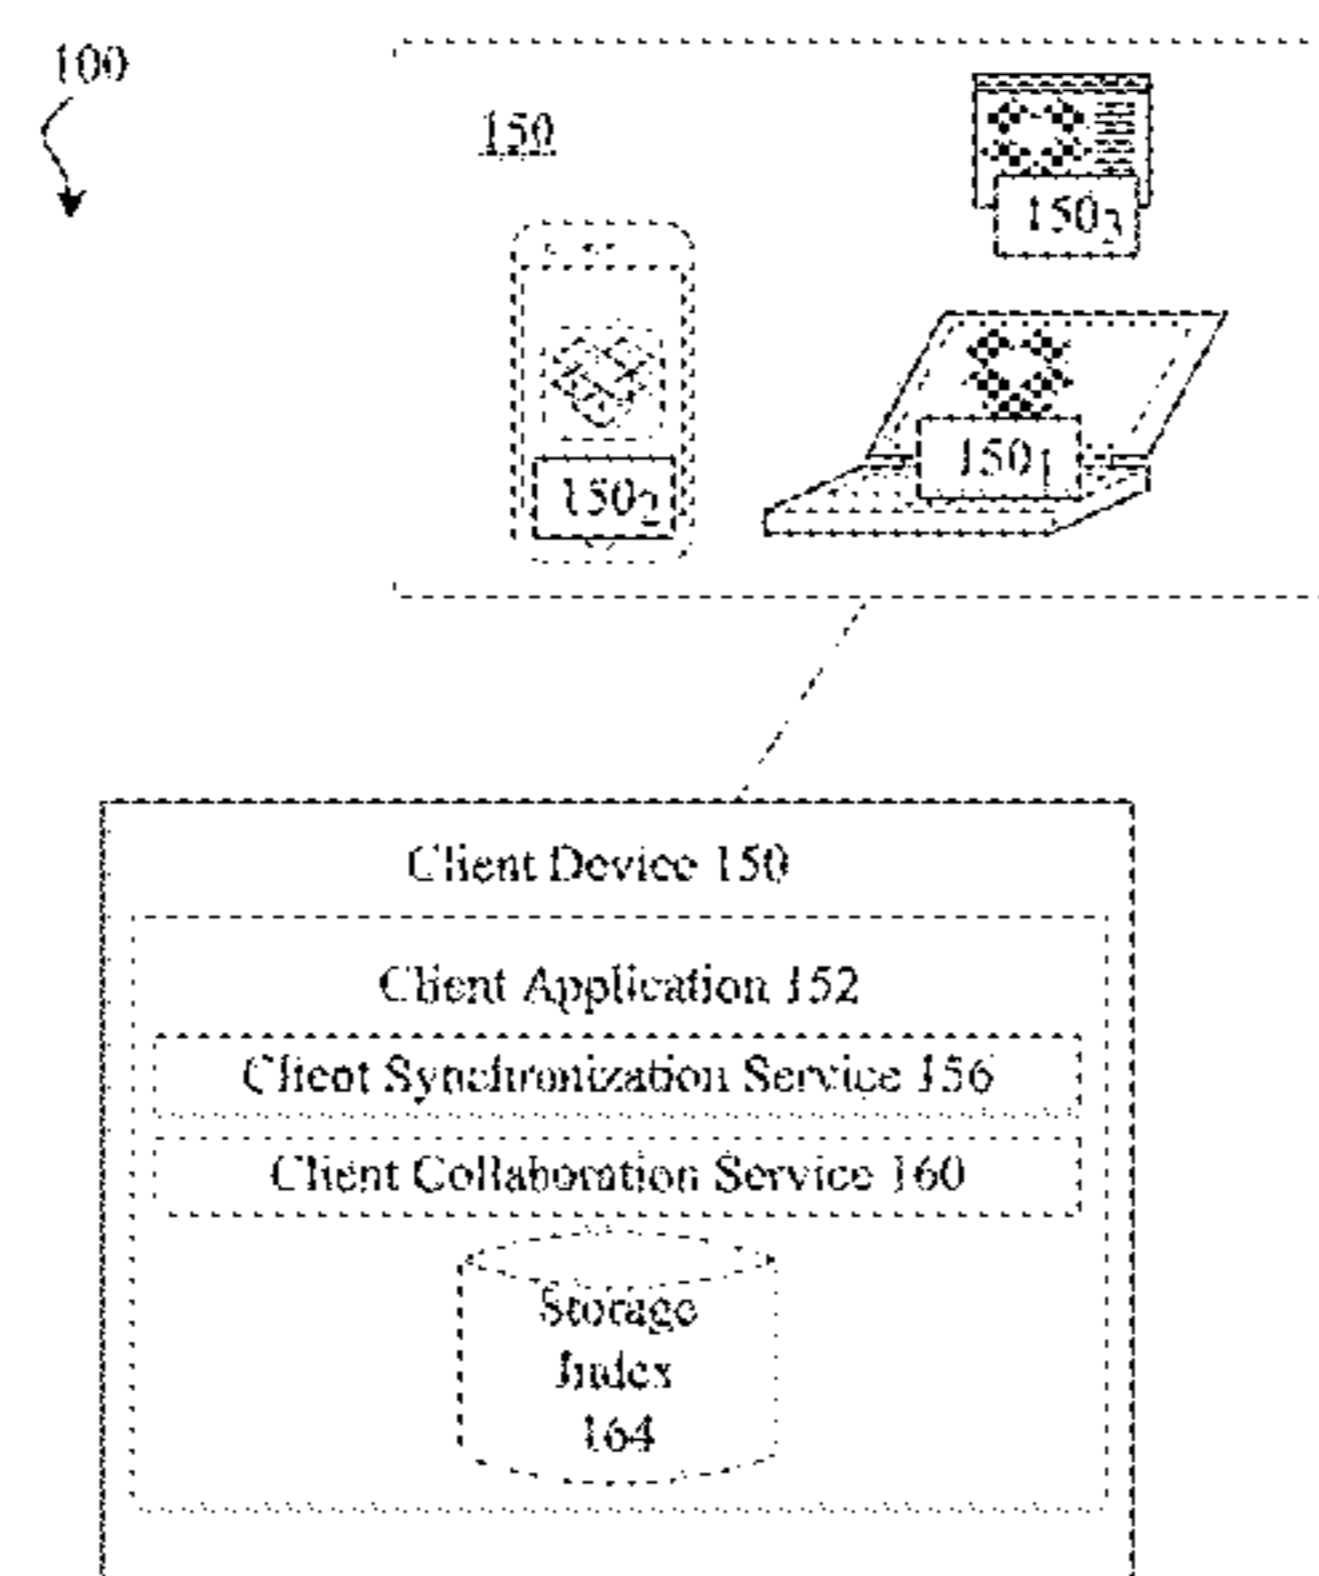 100
150
1503
1501
1502
Client Device 150
Client Application 152
Client Synchronization Service 156
Client Collaboration Service 160
Storage
Index
164